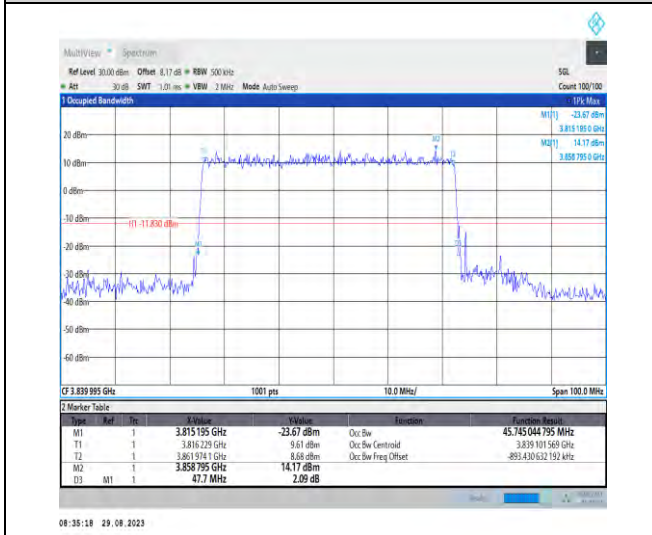 MultiView Spectrum
Ref Level 30.00 dBm Offset 8.17 dB RBW 500 kHz SGL
Att 30 dB SWT 1.01 ms VBW 2 MHz Mode Auto Sweep Count 100/100
1 Occupied Bandwidth 1Pk Max
M1[1] -23.67 dBm
3.815 195 0 GHz
M2[1] 14.17 dBm
3.858 795 0 GHz
20 dBm
M2
T1 T2
10 dBm
0 dBm
-10 dBm
H1 -11.830 dBm
M1 D3
-20 dBm
-30 dBm
-40 dBm
-50 dBm
-60 dBm
CF 3.839 995 GHz 1001 pts 10.0 MHz/ Span 100.0 MHz
2 Marker Table
Type Ref Trc X-Value Y-Value Function Function Result
M1 1 3.815 195 GHz -23.67 dBm Occ Bw 45.745 044 795 MHz
T1 1 3.816 229 GHz 9.61 dBm Occ Bw Centroid 3.839 101 569 GHz
T2 1 3.861 974 1 GHz 8.68 dBm Occ Bw Freq Offset -893.430 632 192 kHz
M2 1 3.858 795 GHz 14.17 dBm
D3 M1 1 47.7 MHz 2.09 dB
08:35:18 29.08.2023